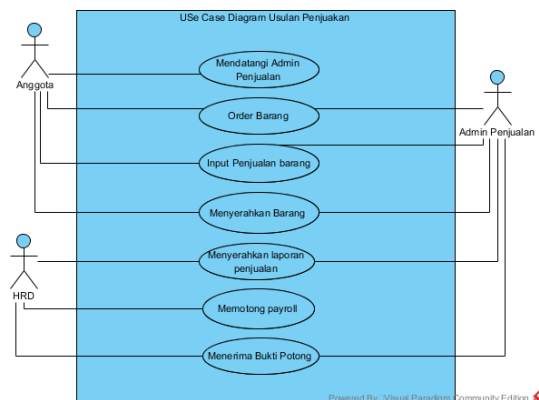 USe Case Diagram Usulan Penjuakan
Anggota
Mendatangi Admin
Penjualan
Order Barang
Admin Penjualan
Input Penjualan barang
Menyerahkan Barang
HRD
Menyerahkan laporan
penjualan
Memotong payroll
Menerima Bukti Potong
Powered By Visual Paradigm Community Edition